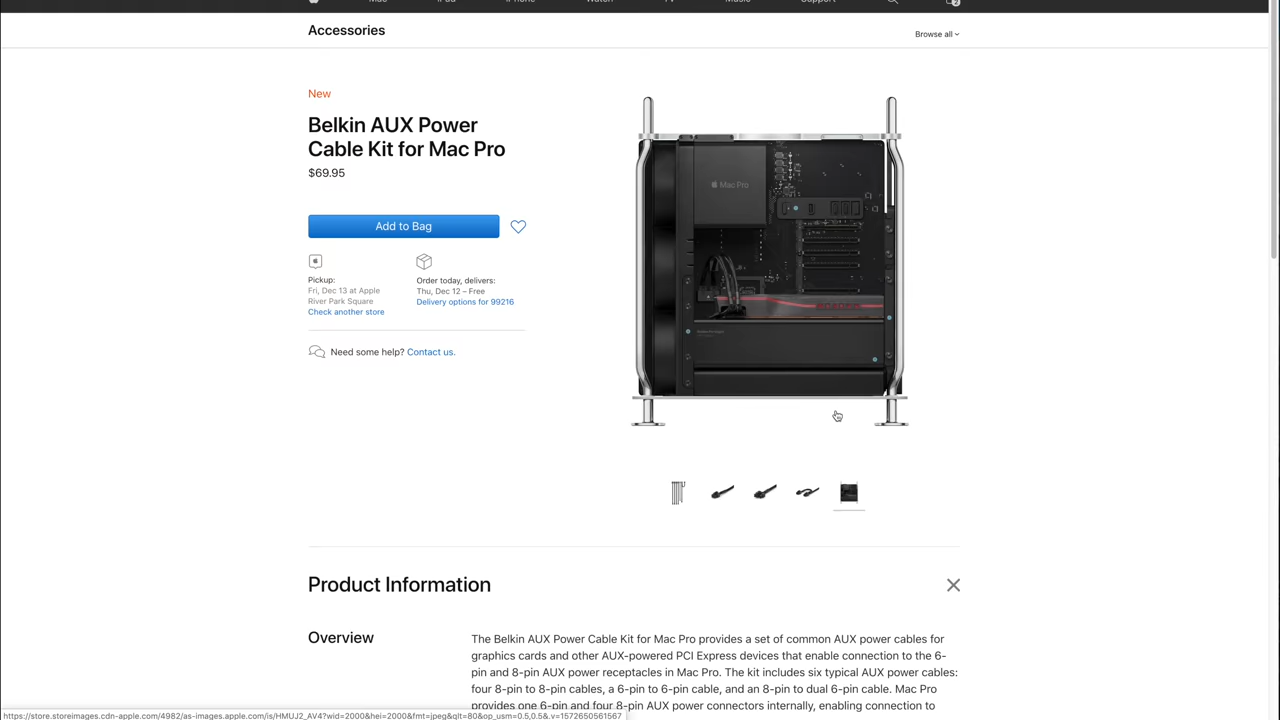 Mac iPad iPhone Watch TV Music Support
2
Accessories
Browse all
New
Belkin AUX Power
Cable Kit for Mac Pro
$69.95
Add to Bag
Pickup:
Fri, Dec 13 at Apple
River Park Square
Check another store
Order today, delivers:
Thu, Dec 12 – Free
Delivery options for 99216
Need some help? Contact us.
Mac Pro
Product Information
Overview
The Belkin AUX Power Cable Kit for Mac Pro provides a set of common AUX power cables for
graphics cards and other AUX-powered PCI Express devices that enable connection to the 6-
pin and 8-pin AUX power receptacles in Mac Pro. The kit includes six typical AUX power cables:
four 8-pin to 8-pin cables, a 6-pin to 6-pin cable, and an 8-pin to dual 6-pin cable. Mac Pro
provides one 6-pin and four 8-pin AUX power connectors internally, enabling connection to
https://store.storeimages.cdn-apple.com/4982/as-images.apple.com/is/HMUJ2_AV4?wid=2000&hei=2000&fmt=jpeg&qlt=80&op_usm=0.5,0.5&.v=1572650561567